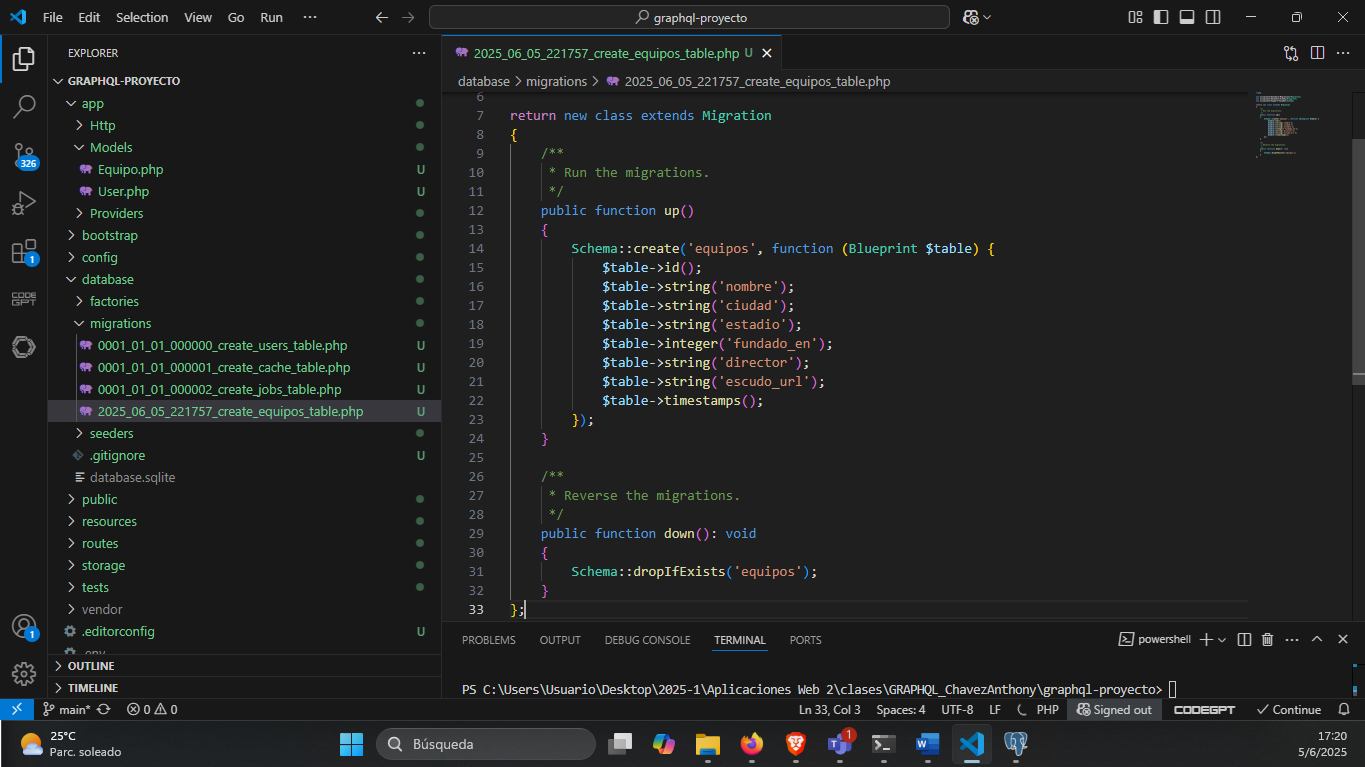 File Edit Selection View Go Run ···
graphql-proyecto
EXPLORER
GRAPHQL-PROYECTO
app
Http
Models
Equipo.php U
User.php U
Providers
bootstrap
config
database
factories
migrations
0001_01_01_000000_create_users_table.php U
0001_01_01_000001_create_cache_table.php U
0001_01_01_000002_create_jobs_table.php U
2025_06_05_221757_create_equipos_table.php U
seeders
.gitignore U
database.sqlite
public
resources
routes
storage
tests
vendor
.editorconfig U
.env
OUTLINE
TIMELINE
326
1
CODE
GPT
1
2025_06_05_221757_create_equipos_table.php U
database > migrations > 2025_06_05_221757_create_equipos_table.php
6
7 return new class extends Migration
8 {
9 /**
10 * Run the migrations.
11 */
12 public function up()
13 {
14 Schema::create('equipos', function (Blueprint $table) {
15 $table->id();
16 $table->string('nombre');
17 $table->string('ciudad');
18 $table->string('estadio');
19 $table->integer('fundado_en');
20 $table->string('director');
21 $table->string('escudo_url');
22 $table->timestamps();
23 });
24 }
25
26 /**
27 * Reverse the migrations.
28 */
29 public function down(): void
30 {
31 Schema::dropIfExists('equipos');
32 }
33 };
PROBLEMS OUTPUT DEBUG CONSOLE TERMINAL PORTS
powershell
PS C:\Users\Usuario\Desktop\2025-1\Aplicaciones Web 2\clases\GRAPHQL_ChavezAnthony\graphql-proyecto>
main* 0 0 Ln 33, Col 3 Spaces: 4 UTF-8 LF PHP Signed out CODEGPT Continue
25°C
Parc. soleado
Búsqueda
1
17:20
5/6/2025